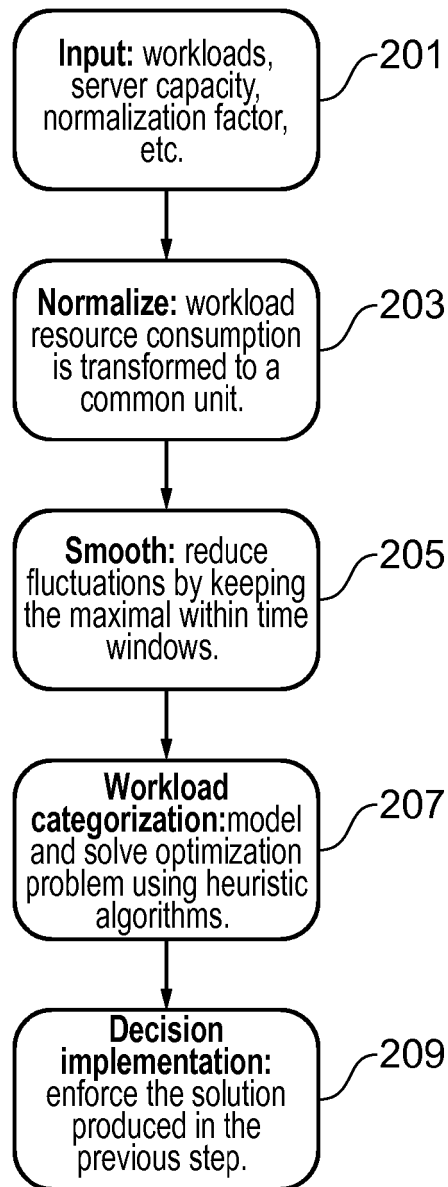 Input: workloads,
server capacity,
normalization factor,
etc.
201
Normalize: workload
resource consumption
is transformed to a
common unit.
203
Smooth: reduce
fluctuations by keeping
the maximal within time
windows.
205
Workload
categorization:model
and solve optimization
problem using heuristic
algorithms.
207
Decision
implementation:
enforce the solution
produced in the
previous step.
209